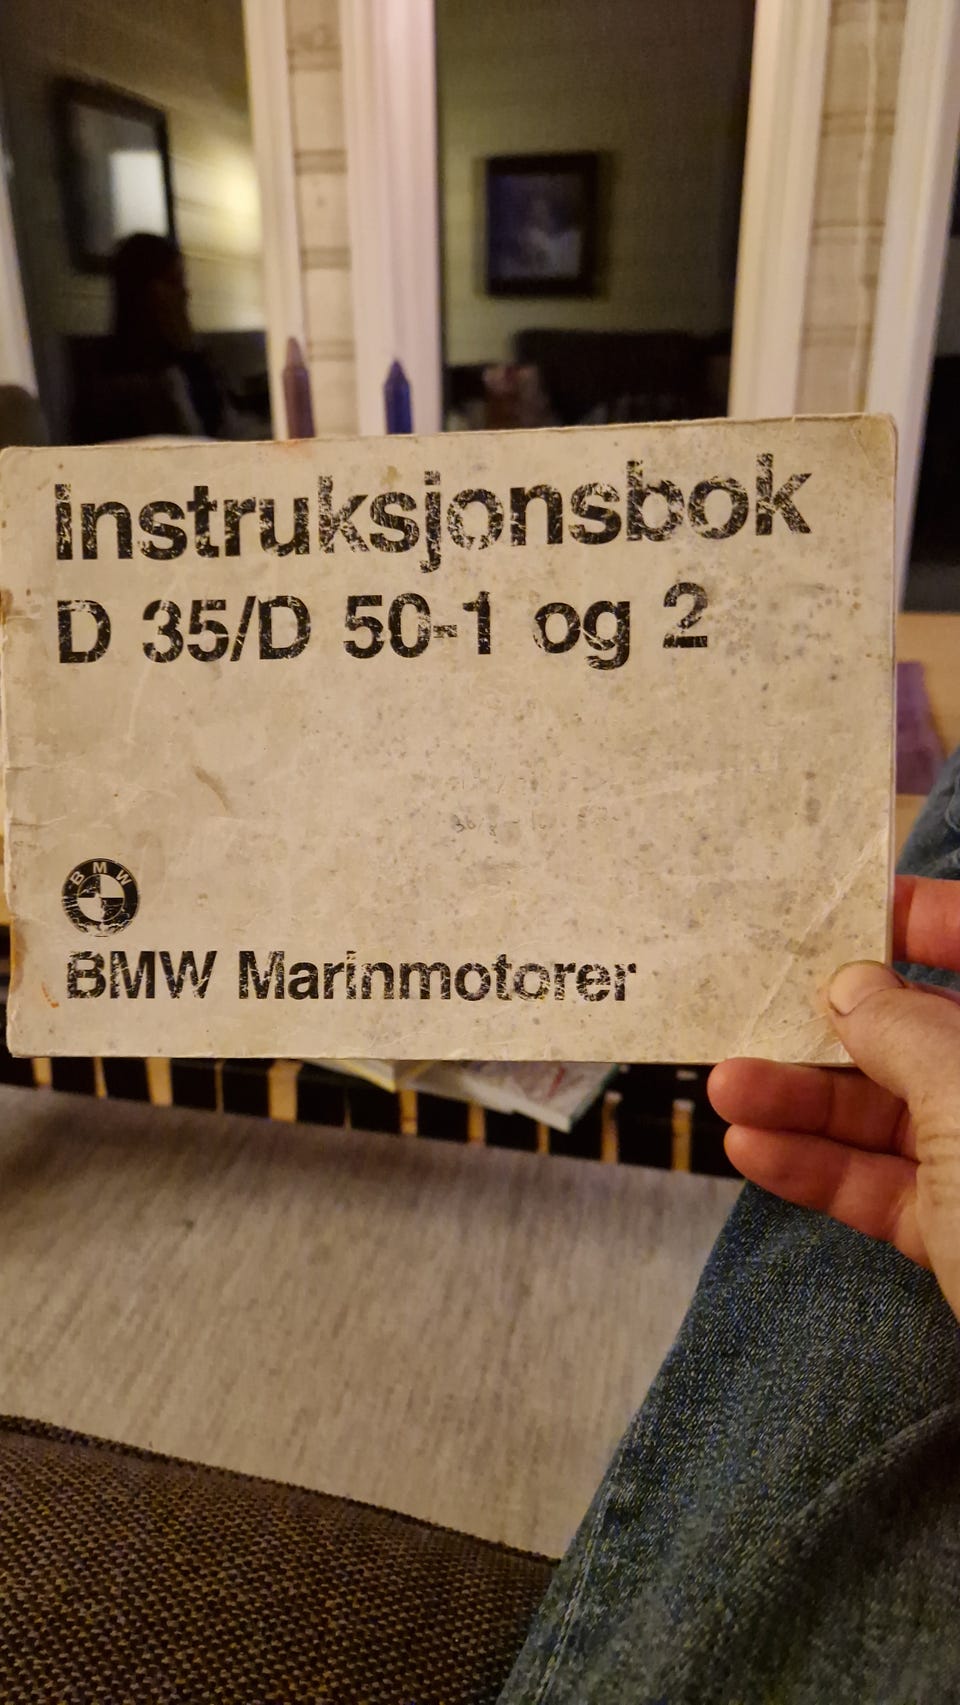 Instruksjonsbok
D 35/D 50-1 og 2
BMW
BMW Marinmotorer